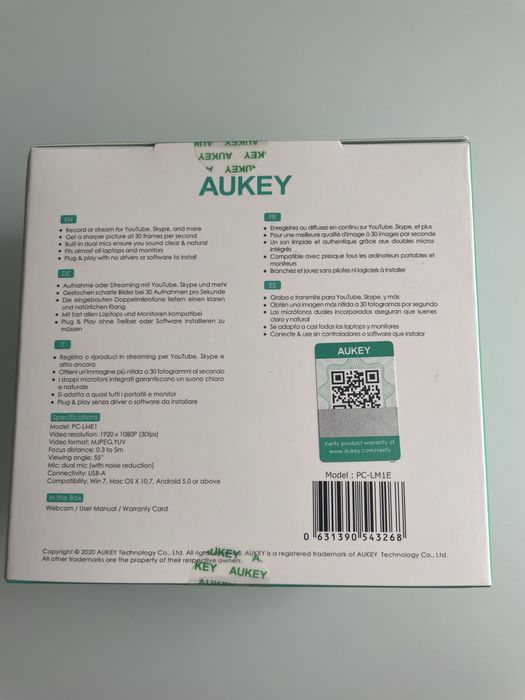 AUKEY
AUKEY
AUKEY
EN
• Record or stream for YouTube, Skype, and more
• Get a sharper picture at 30 frames per second
• Built-in dual mics ensure you sound clear & natural
• Fits almost all laptops and monitors
• Plug & play with no drivers or software to install
DE
• Aufnahme oder Streaming mit YouTube, Skype und mehr
• Gestochen scharfe Bilder bei 30 Aufnahmen pro Sekunde
• Die eingebauten Doppelmikrofone liefern einen klaren
und natürlichen Klang
• Mit fast allen Laptops und Monitoren kompatibel
• Plug & Play ohne Treiber oder Software installieren zu
müssen
IT
• Registra o riproduci in streaming per YouTube, Skype e
altro ancora
• Ottieni un'immagine più nitida a 30 fotogrammi al secondo
• I doppi microfoni integrati garantiscono un suono chiaro
e naturale
• Si adatta a quasi tutti i portatili e monitor
• Plug & play senza driver o software da installare
Specifications
Model: PC-LME1
Video resolution: 1920 x 1080P (30fps)
Video format: MJPEG,YUV
Focus distance: 0.3 to 5m
Viewing angle: 55°
Mic: dual mic (with noise reduction)
Connectivity: USB-A
Compatibility: Win 7, Mac OS X 10.7, Android 5.0 or above
In the Box
Webcam / User Manual / Warranty Card
FR
• Enregistrez ou diffusez en continu sur YouTube, Skype, et plus
• Pour une meilleure qualité d'image à 30 images par seconde
• Un son limpide et authentique grâce aux doubles micros
intégrés
• Compatible avec presque tous les ordinateurs portables et
moniteurs
• Branchez et jouez sans pilotes ni logiciels à installer
ES
• Graba o transmite para YouTube, Skype, y más
• Obtén una imagen más nítida a 30 fotogramas por segundo
• Los micrófonos duales incorporados aseguran que suenes
claro y natural
• Se adapta a casi todas las laptops y monitores
• Conecte & use sin controladores o software que instalar
AUKEY
Verify product warranty at
www.aukey.com/verify
Model : PC-LM1E
0 631390 543268
Copyright © 2020 AUKEY Technology Co., Ltd. All rights AUKEY is a registered trademark of AUKEY Technology Co., Ltd.
All other trademarks are the property of their respective owners.
AUKEY
KEY AUKEY